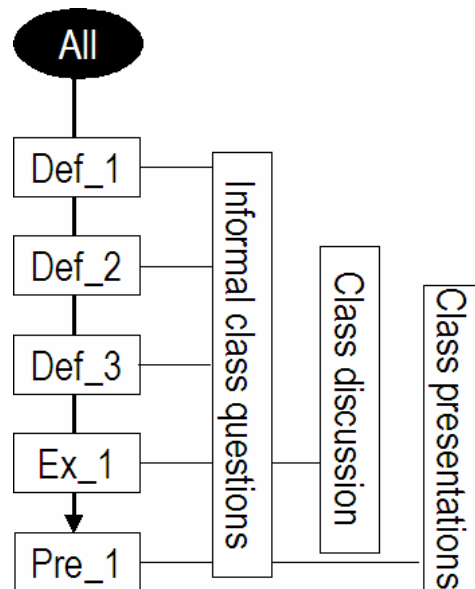 All
Def_1
Def_2
Def_3
Ex_1
Pre_1
Informal class questions
Class discussion
Class presentations